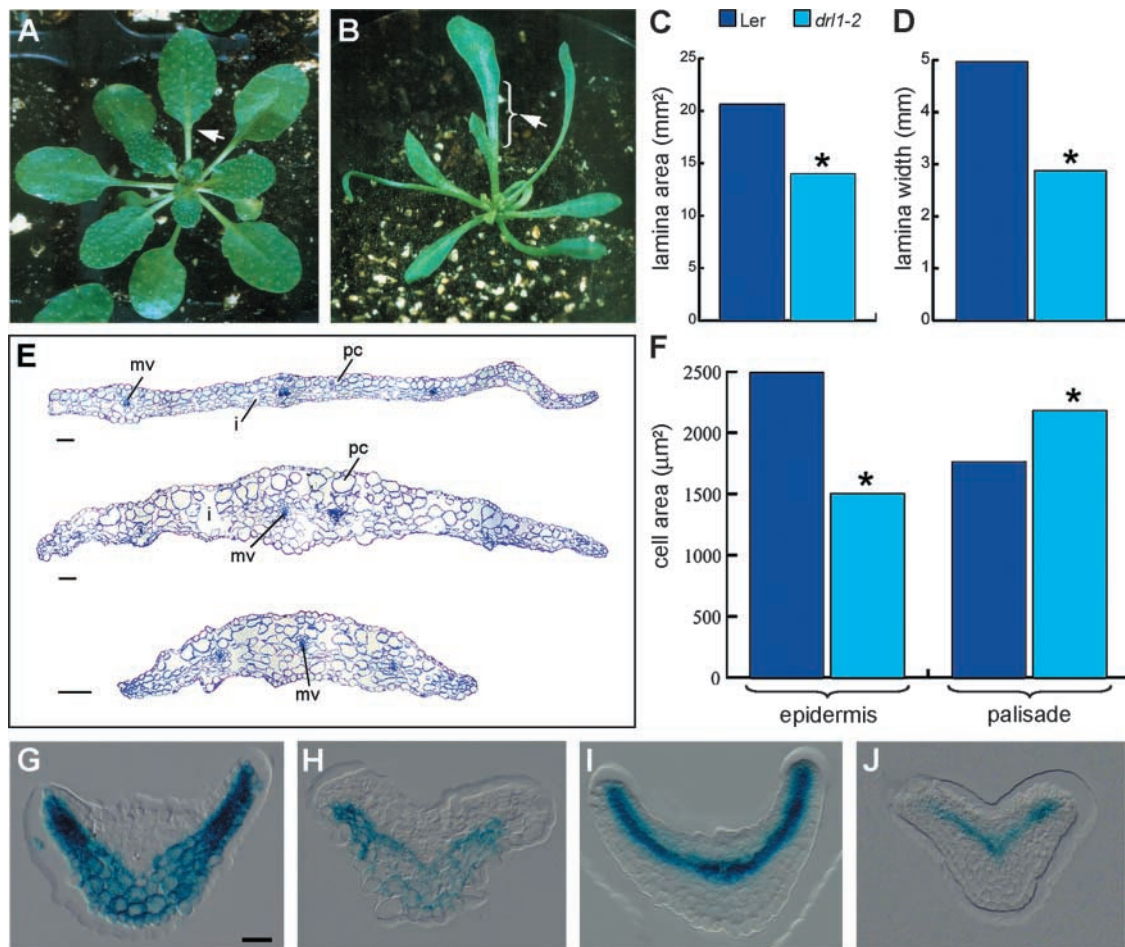 A
B
C
Ler
drl1-2
D
lamina area (mm²)
25
20
15
10
5
0
*
lamina width (mm)
5
4
3
2
1
0
*
E
mv
pc
i
pc
i
mv
mv
F
cell area (µm²)
2500
2000
1500
1000
500
0
*
*
epidermis
palisade
G
H
I
J